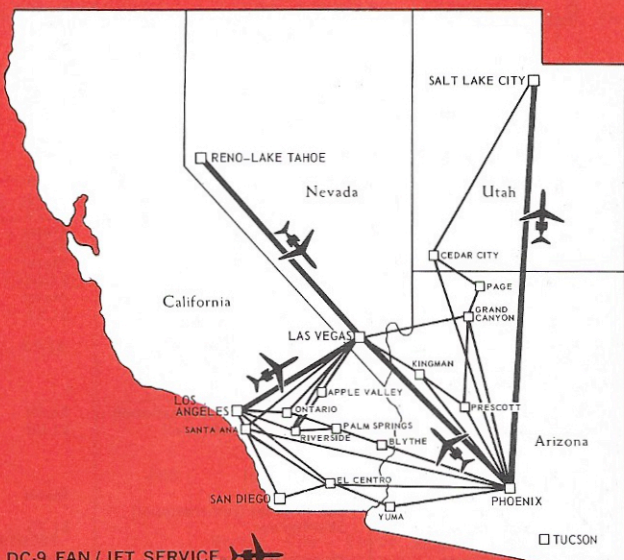 SALT LAKE CITY
RENO-LAKE TAHOE
Nevada
Utah
CEDAR CITY
PAGE
California
GRAND
CANYON
LAS VEGAS
KINGMAN
APPLE VALLEY
LOS
ANGELES
ONTARIO
PRESCOTT
SANTA ANA
RIVERSIDE
PALM SPRINGS
BLYTHE
Arizona
EL CENTRO
SAN DIEGO
YUMA
PHOENIX
TUCSON
DC-9 FAN/JET SERVICE